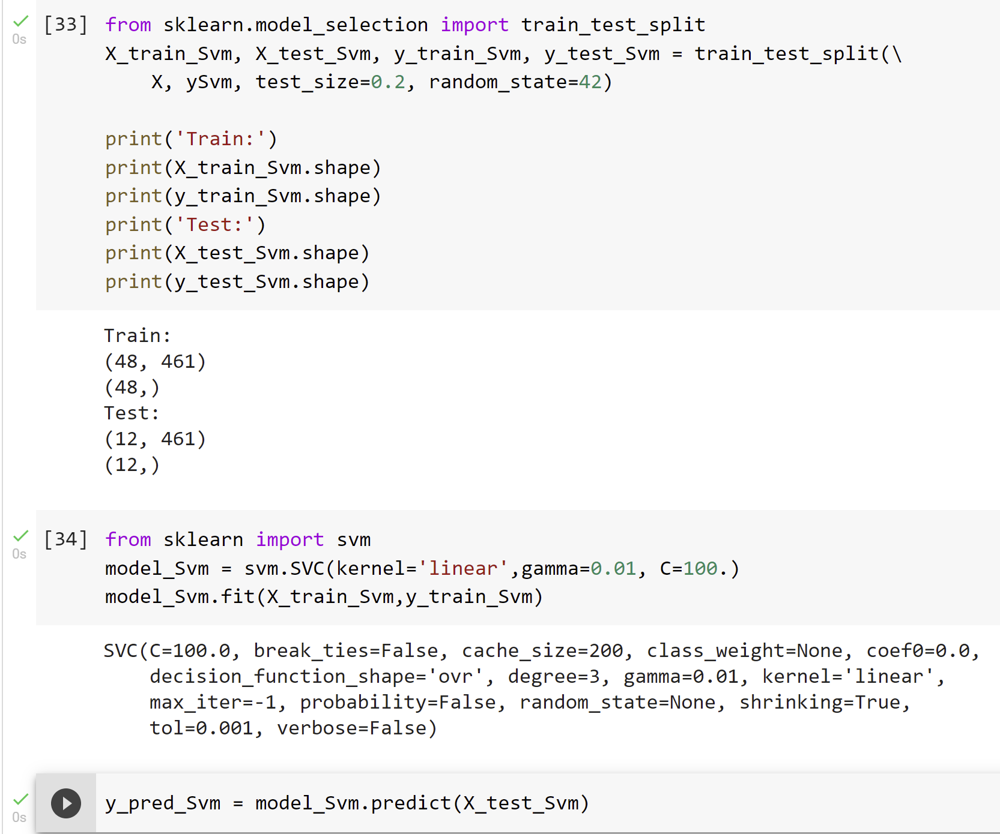 [33] from sklearn.model_selection import train_test_split
0s
X_train_Svm, X_test_Svm, y_train_Svm, y_test_Svm = train_test_split(\
    X, ySvm, test_size=0.2, random_state=42)
print('Train:')
print(X_train_Svm.shape)
print(y_train_Svm.shape)
print('Test:')
print(X_test_Svm.shape)
print(y_test_Svm.shape)
Train:
(48, 461)
(48,)
Test:
(12, 461)
(12,)
[34] from sklearn import svm
0s
model_Svm = svm.SVC(kernel='linear',gamma=0.01, C=100.)
model_Svm.fit(X_train_Svm,y_train_Svm)
SVC(C=100.0, break_ties=False, cache_size=200, class_weight=None, coef0=0.0,
    decision_function_shape='ovr', degree=3, gamma=0.01, kernel='linear',
    max_iter=-1, probability=False, random_state=None, shrinking=True,
    tol=0.001, verbose=False)
y_pred_Svm = model_Svm.predict(X_test_Svm)
0s